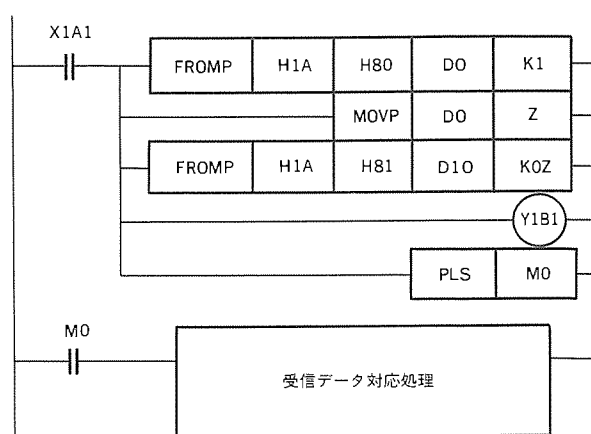 X1A1
FROMP H1A H80 D0 K1
MOVP D0 Z
FROMP H1A H81 D10 K0Z
Y1B1
PLS M0
M0
受信データ対応処理